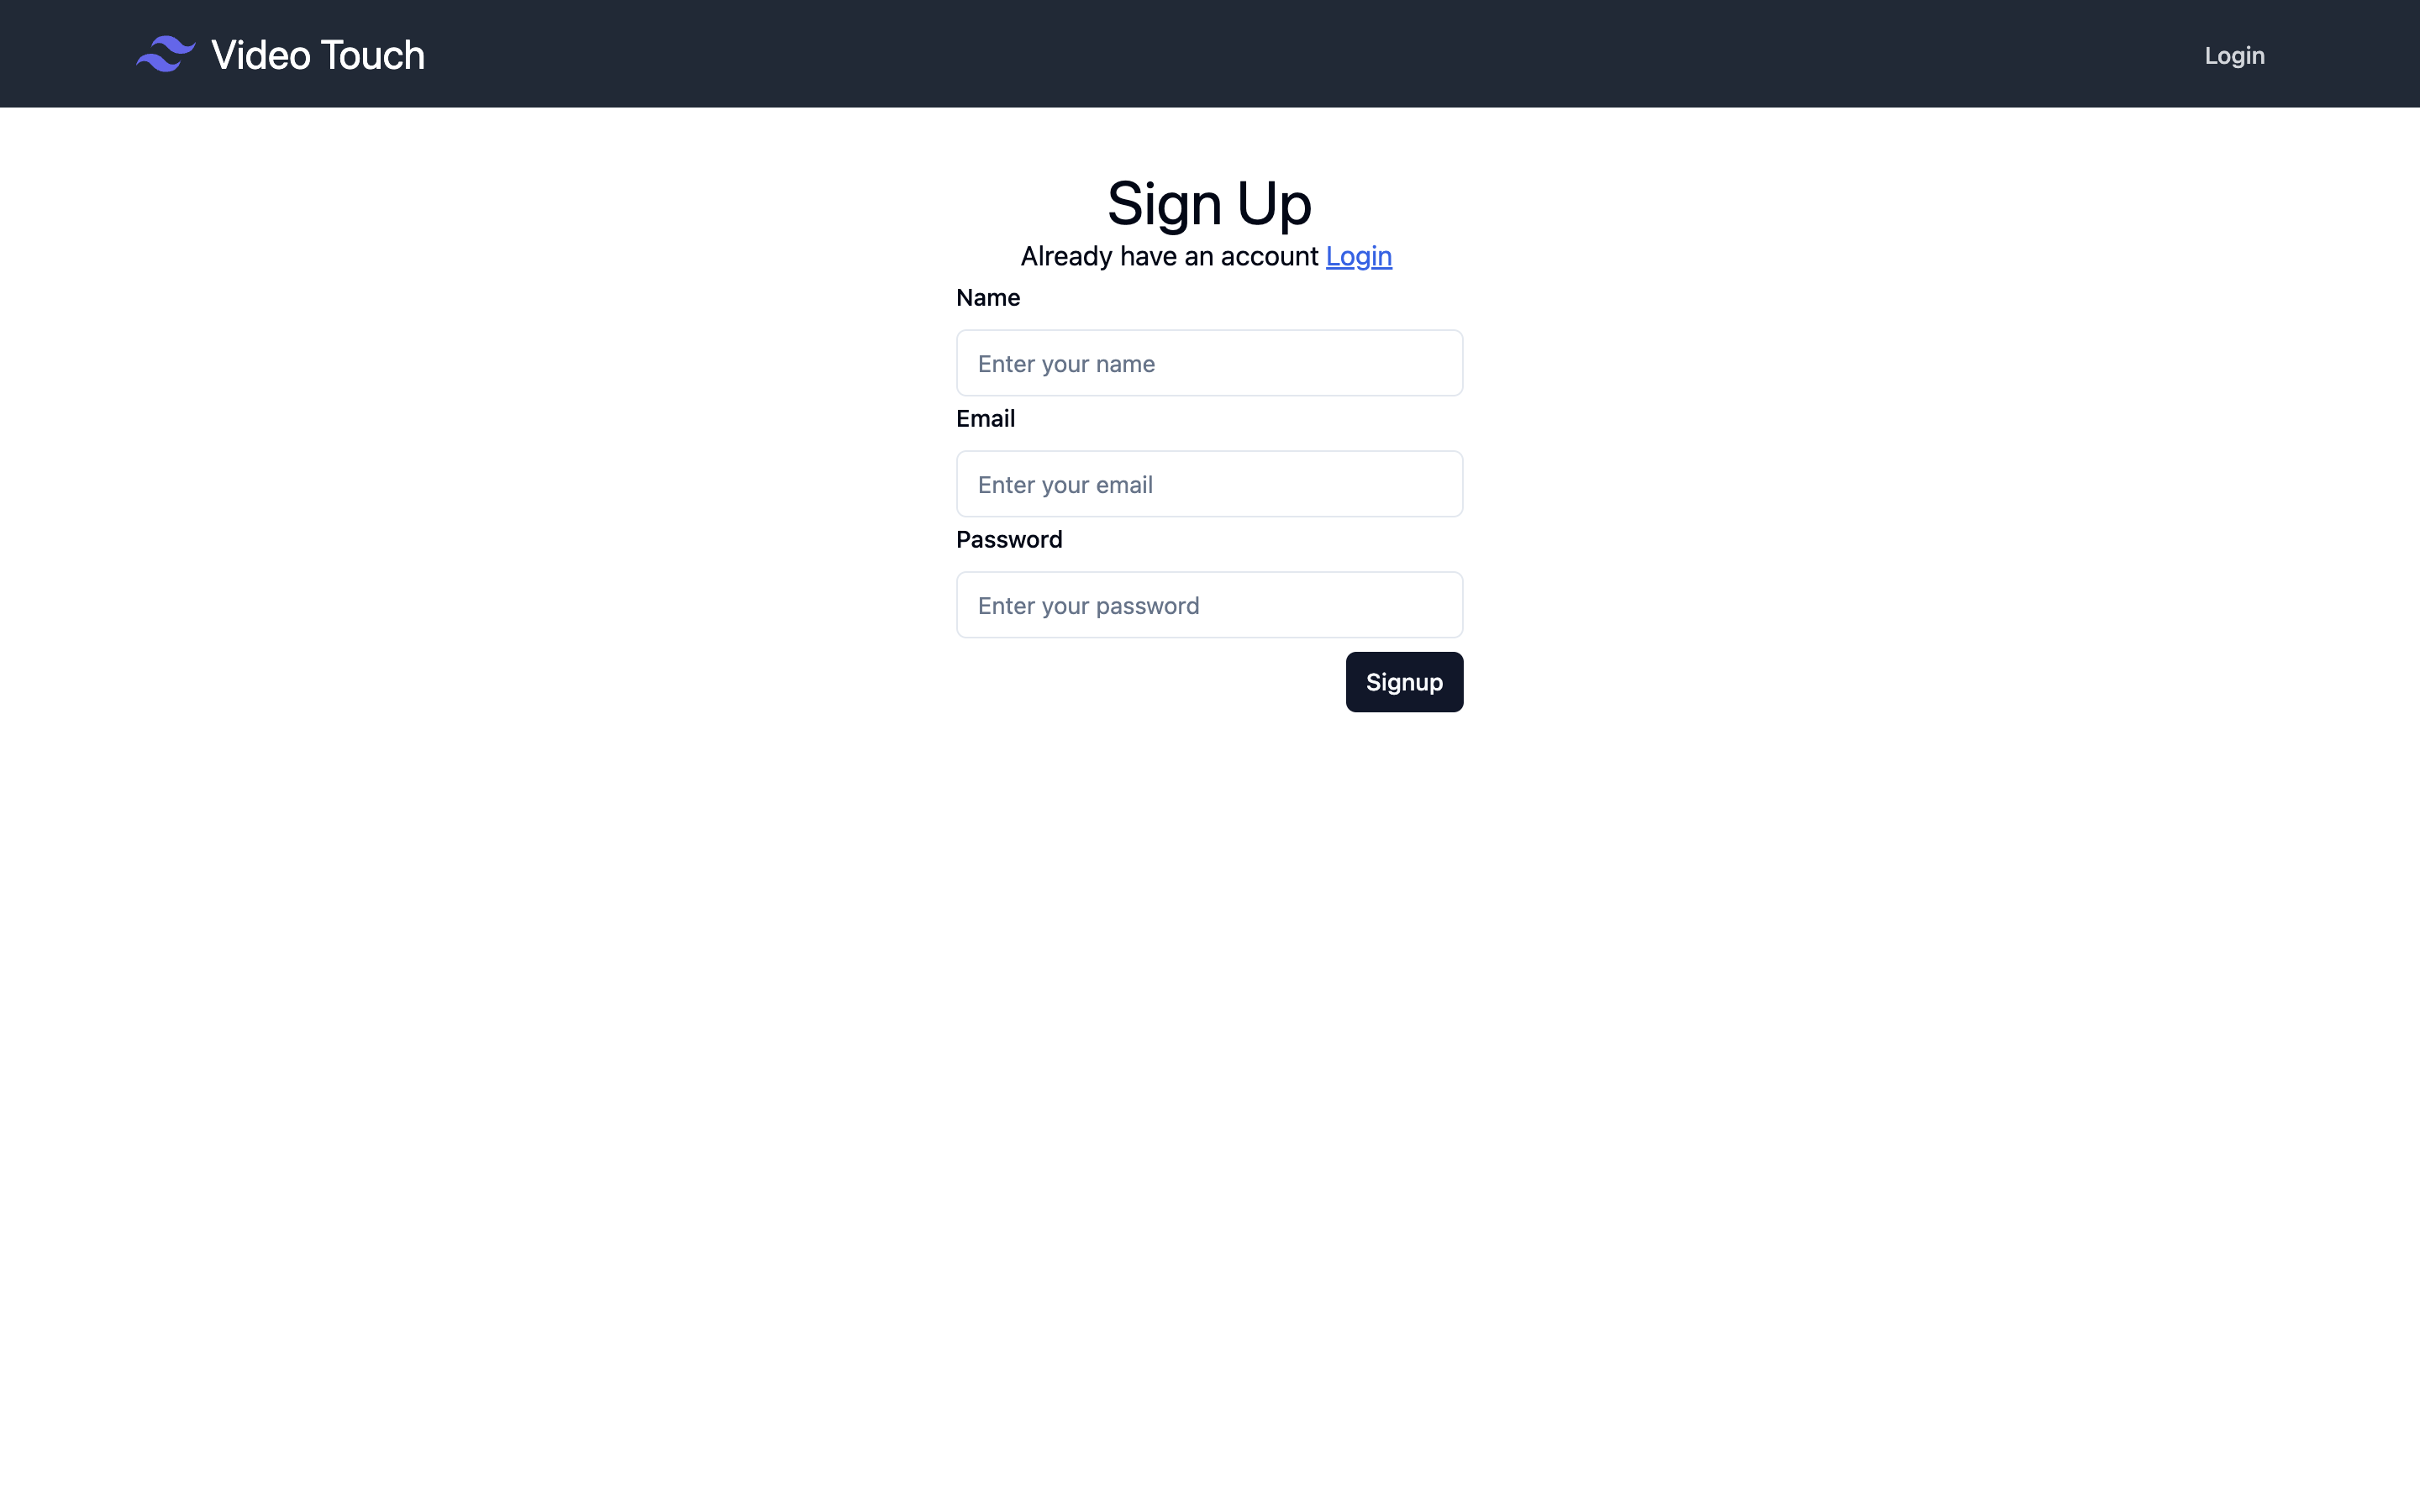 Video Touch
Login
Sign Up
Already have an account Login
Name
Enter your name
Email
Enter your email
Password
Enter your password
Signup